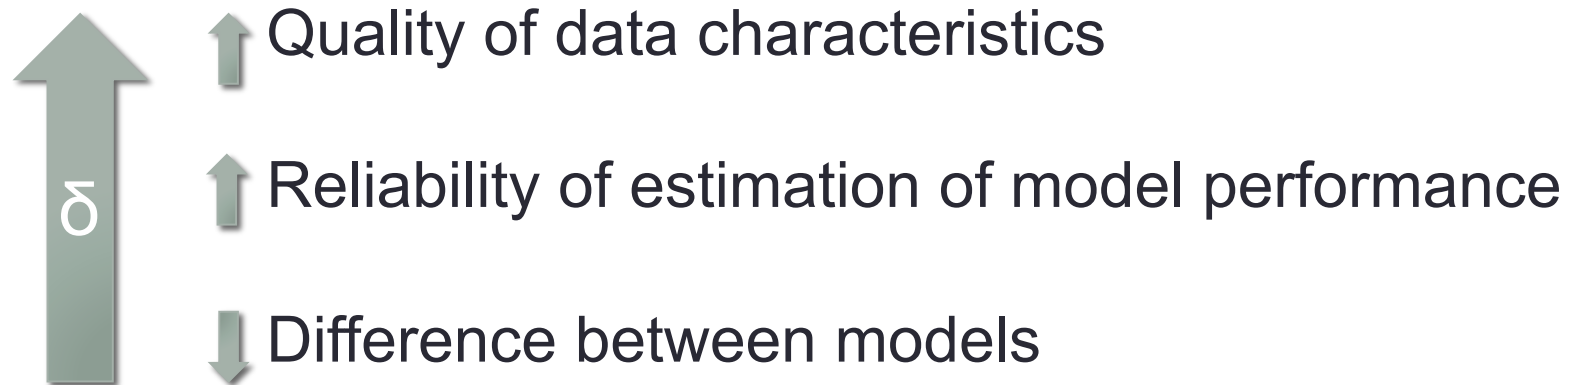 Quality of data characteristics
δ
Reliability of estimation of model performance
Difference between models